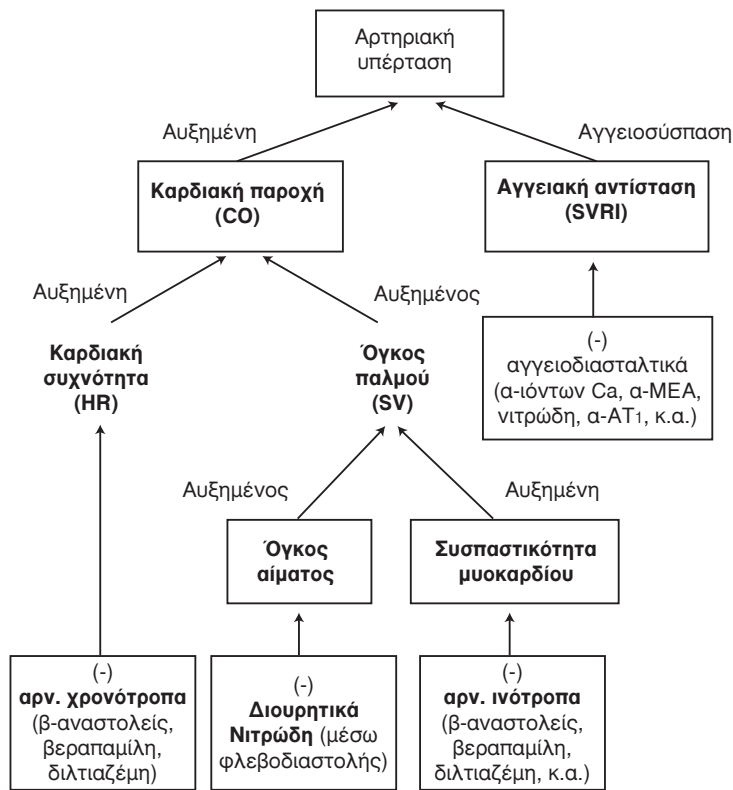 Αρτηριακή
υπέρταση
Αυξημένη
Αγγειοσύσπαση
Καρδιακή παροχή
(CO)
Αγγειακή αντίσταση
(SVRI)
Αυξημένη
Αυξημένος
Καρδιακή
συχνότητα
(HR)
Όγκος
παλμού
(SV)
(-)
αγγειοδιασταλτικά
(α-ιόντων Ca, α-ΜΕΑ,
νιτρώδη, α-ΑΤ1, κ.α.)
Αυξημένος
Αυξημένη
Όγκος
αίματος
Συσπαστικότητα
μυοκαρδίου
(-)
αρν. χρονότροπα
(β-αναστολείς,
βεραπαμίλη,
διλτιαζέμη)
(-)
Διουρητικά
Νιτρώδη (μέσω
φλεβοδιαστολής)
(-)
αρν. ινότροπα
(β-αναστολείς,
βεραπαμίλη,
διλτιαζέμη, κ.α.)